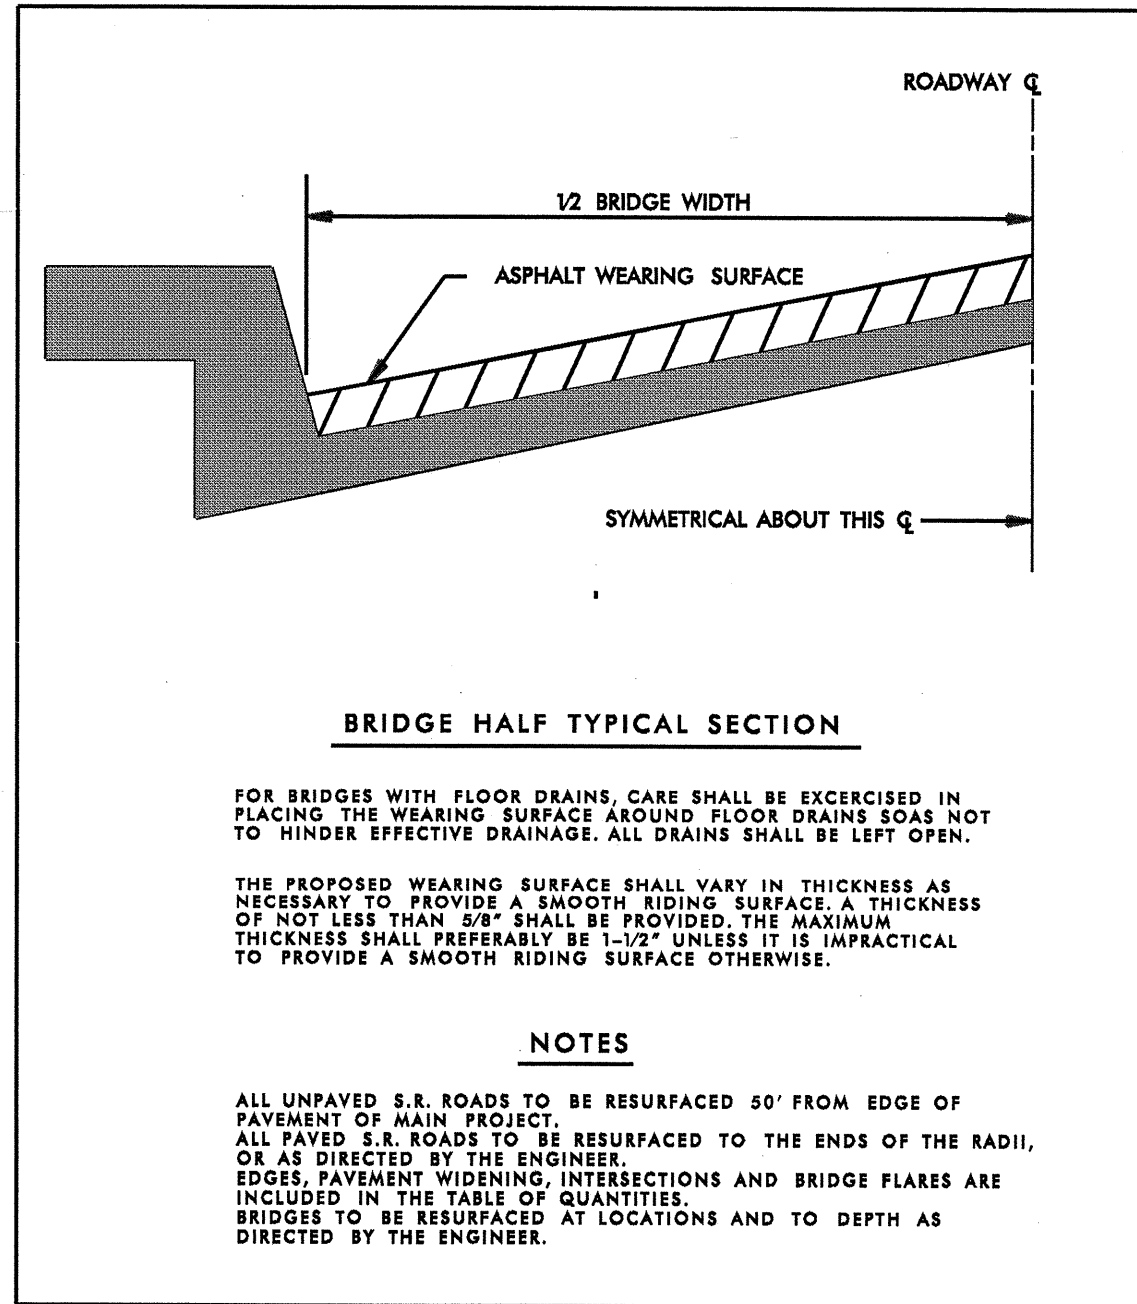 ROADWAY ℄
1/2 BRIDGE WIDTH
ASPHALT WEARING SURFACE
SYMMETRICAL ABOUT THIS ℄
BRIDGE HALF TYPICAL SECTION
FOR BRIDGES WITH FLOOR DRAINS, CARE SHALL BE EXCERCISED IN
PLACING THE WEARING SURFACE AROUND FLOOR DRAINS SOAS NOT
TO HINDER EFFECTIVE DRAINAGE. ALL DRAINS SHALL BE LEFT OPEN.
THE PROPOSED WEARING SURFACE SHALL VARY IN THICKNESS AS
NECESSARY TO PROVIDE A SMOOTH RIDING SURFACE. A THICKNESS
OF NOT LESS THAN 5/8" SHALL BE PROVIDED. THE MAXIMUM
THICKNESS SHALL PREFERABLY BE 1-1/2" UNLESS IT IS IMPRACTICAL
TO PROVIDE A SMOOTH RIDING SURFACE OTHERWISE.
NOTES
ALL UNPAVED S.R. ROADS TO BE RESURFACED 50' FROM EDGE OF
PAVEMENT OF MAIN PROJECT.
ALL PAVED S.R. ROADS TO BE RESURFACED TO THE ENDS OF THE RADII,
OR AS DIRECTED BY THE ENGINEER.
EDGES, PAVEMENT WIDENING, INTERSECTIONS AND BRIDGE FLARES ARE
INCLUDED IN THE TABLE OF QUANTITIES.
BRIDGES TO BE RESURFACED AT LOCATIONS AND TO DEPTH AS
DIRECTED BY THE ENGINEER.